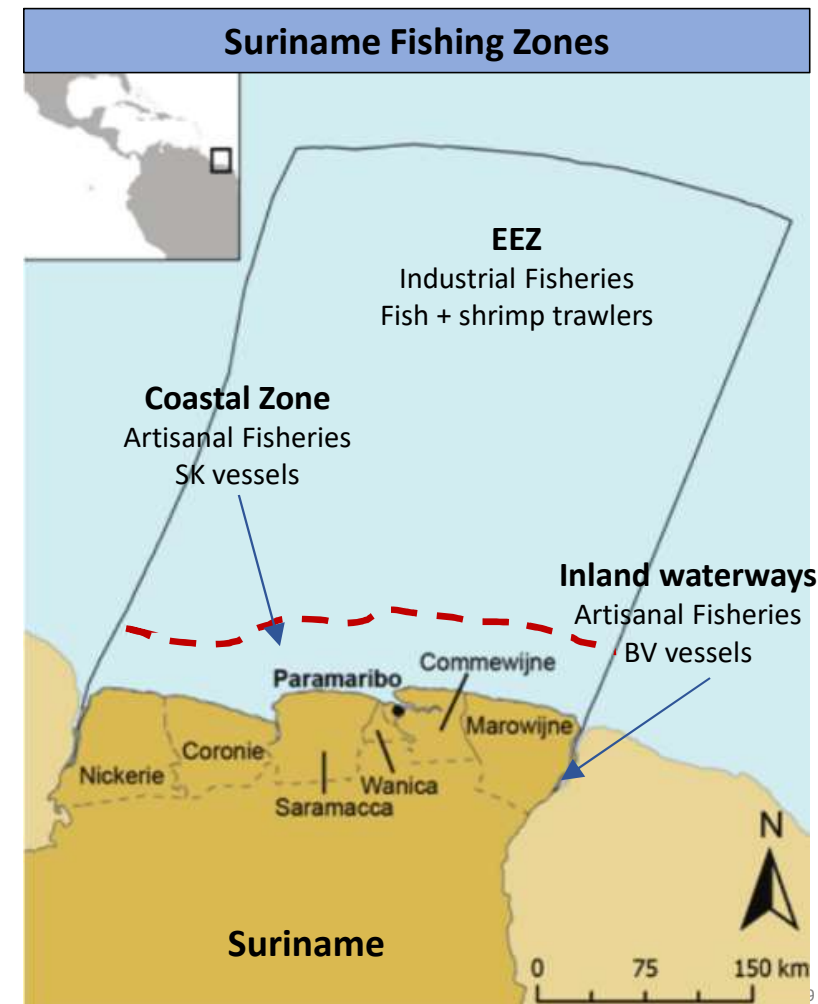 Suriname Fishing Zones
EEZ
Industrial Fisheries
Fish + shrimp trawlers
Coastal Zone
Artisanal Fisheries
SK vessels
Inland waterways
Artisanal Fisheries
BV vessels
Commewijne
Paramaribo
Marowijne
Coronie
Nickerie
Wanica
Saramacca
N
Suriname
0 75 150 km
9